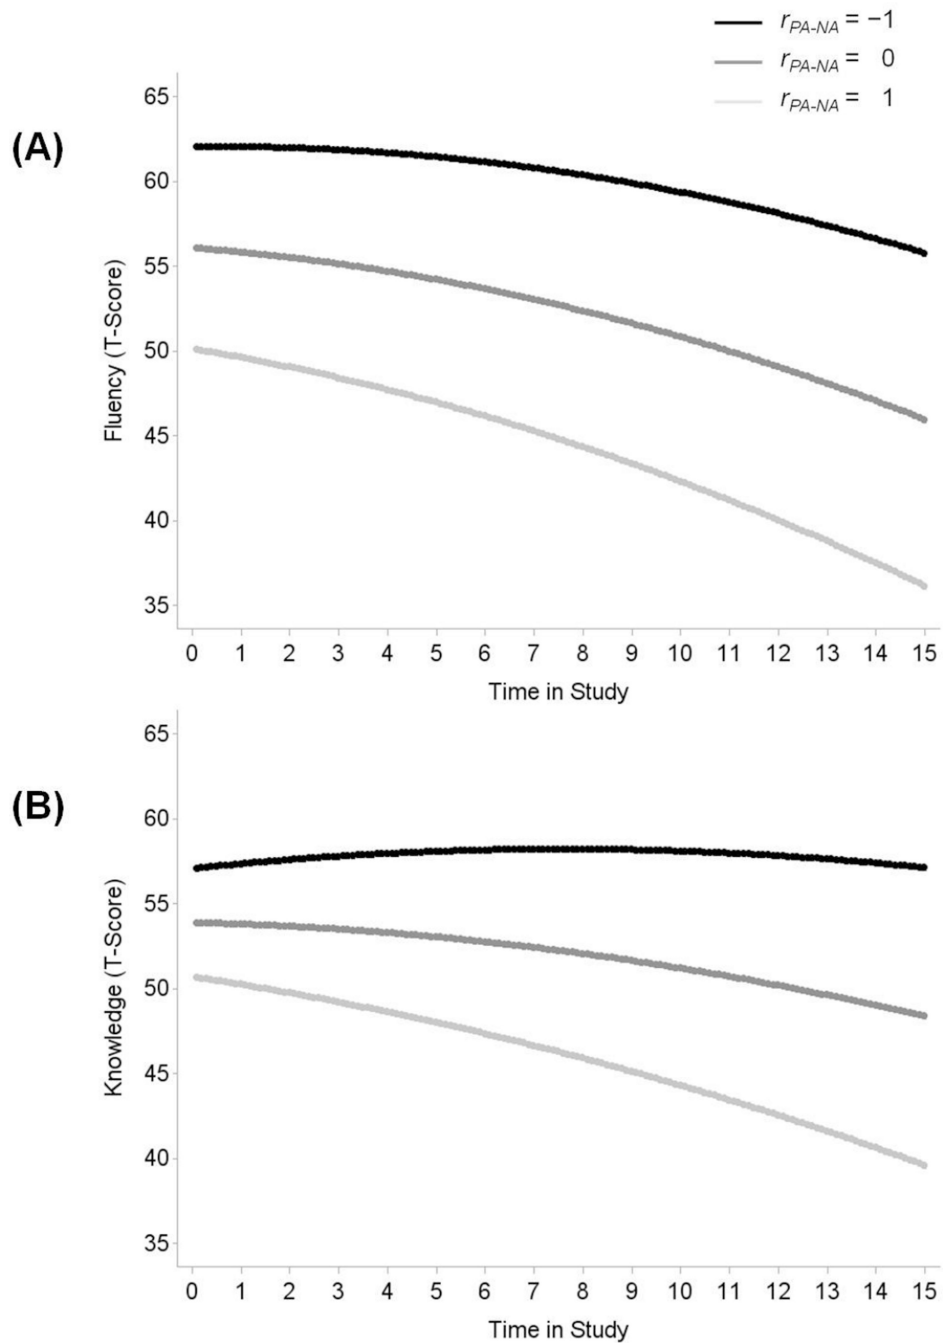 r_PA-NA = −1
r_PA-NA = 0
r_PA-NA = 1
(A)
Fluency (T-Score)
65
60
55
50
45
40
35
0 1 2 3 4 5 6 7 8 9 10 11 12 13 14 15
Time in Study
(B)
Knowledge (T-Score)
65
60
55
50
45
40
35
0 1 2 3 4 5 6 7 8 9 10 11 12 13 14 15
Time in Study